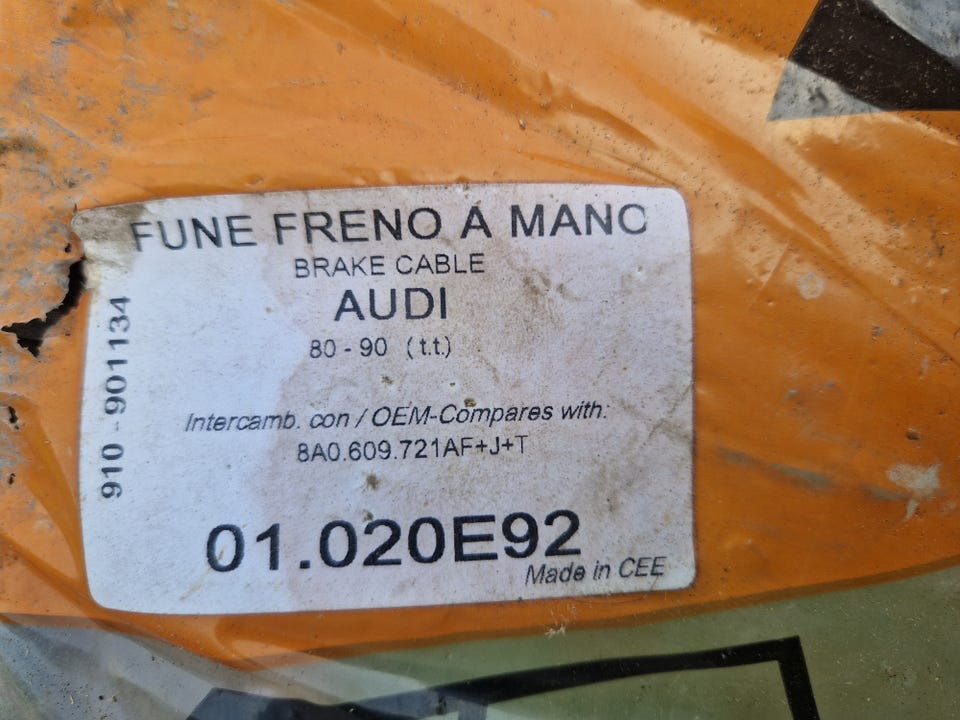 FUNE FRENO A MANO
BRAKE CABLE
AUDI
80 - 90 (t.t.)
Intercamb. con / OEM-Compares with:
8A0.609.721AF+J+T
01.020E92
Made in CEE
910 - 901134